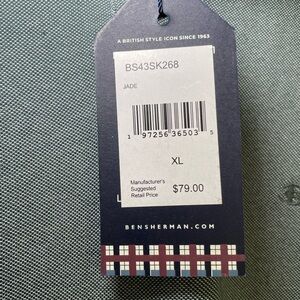 A BRITISH STYLE ICON SINCE 1963
BS43SK268
JADE
1 97256 36503 5
XL
Manufacturer's
Suggested
Retail Price
$79.00
BENSHERMAN.COM